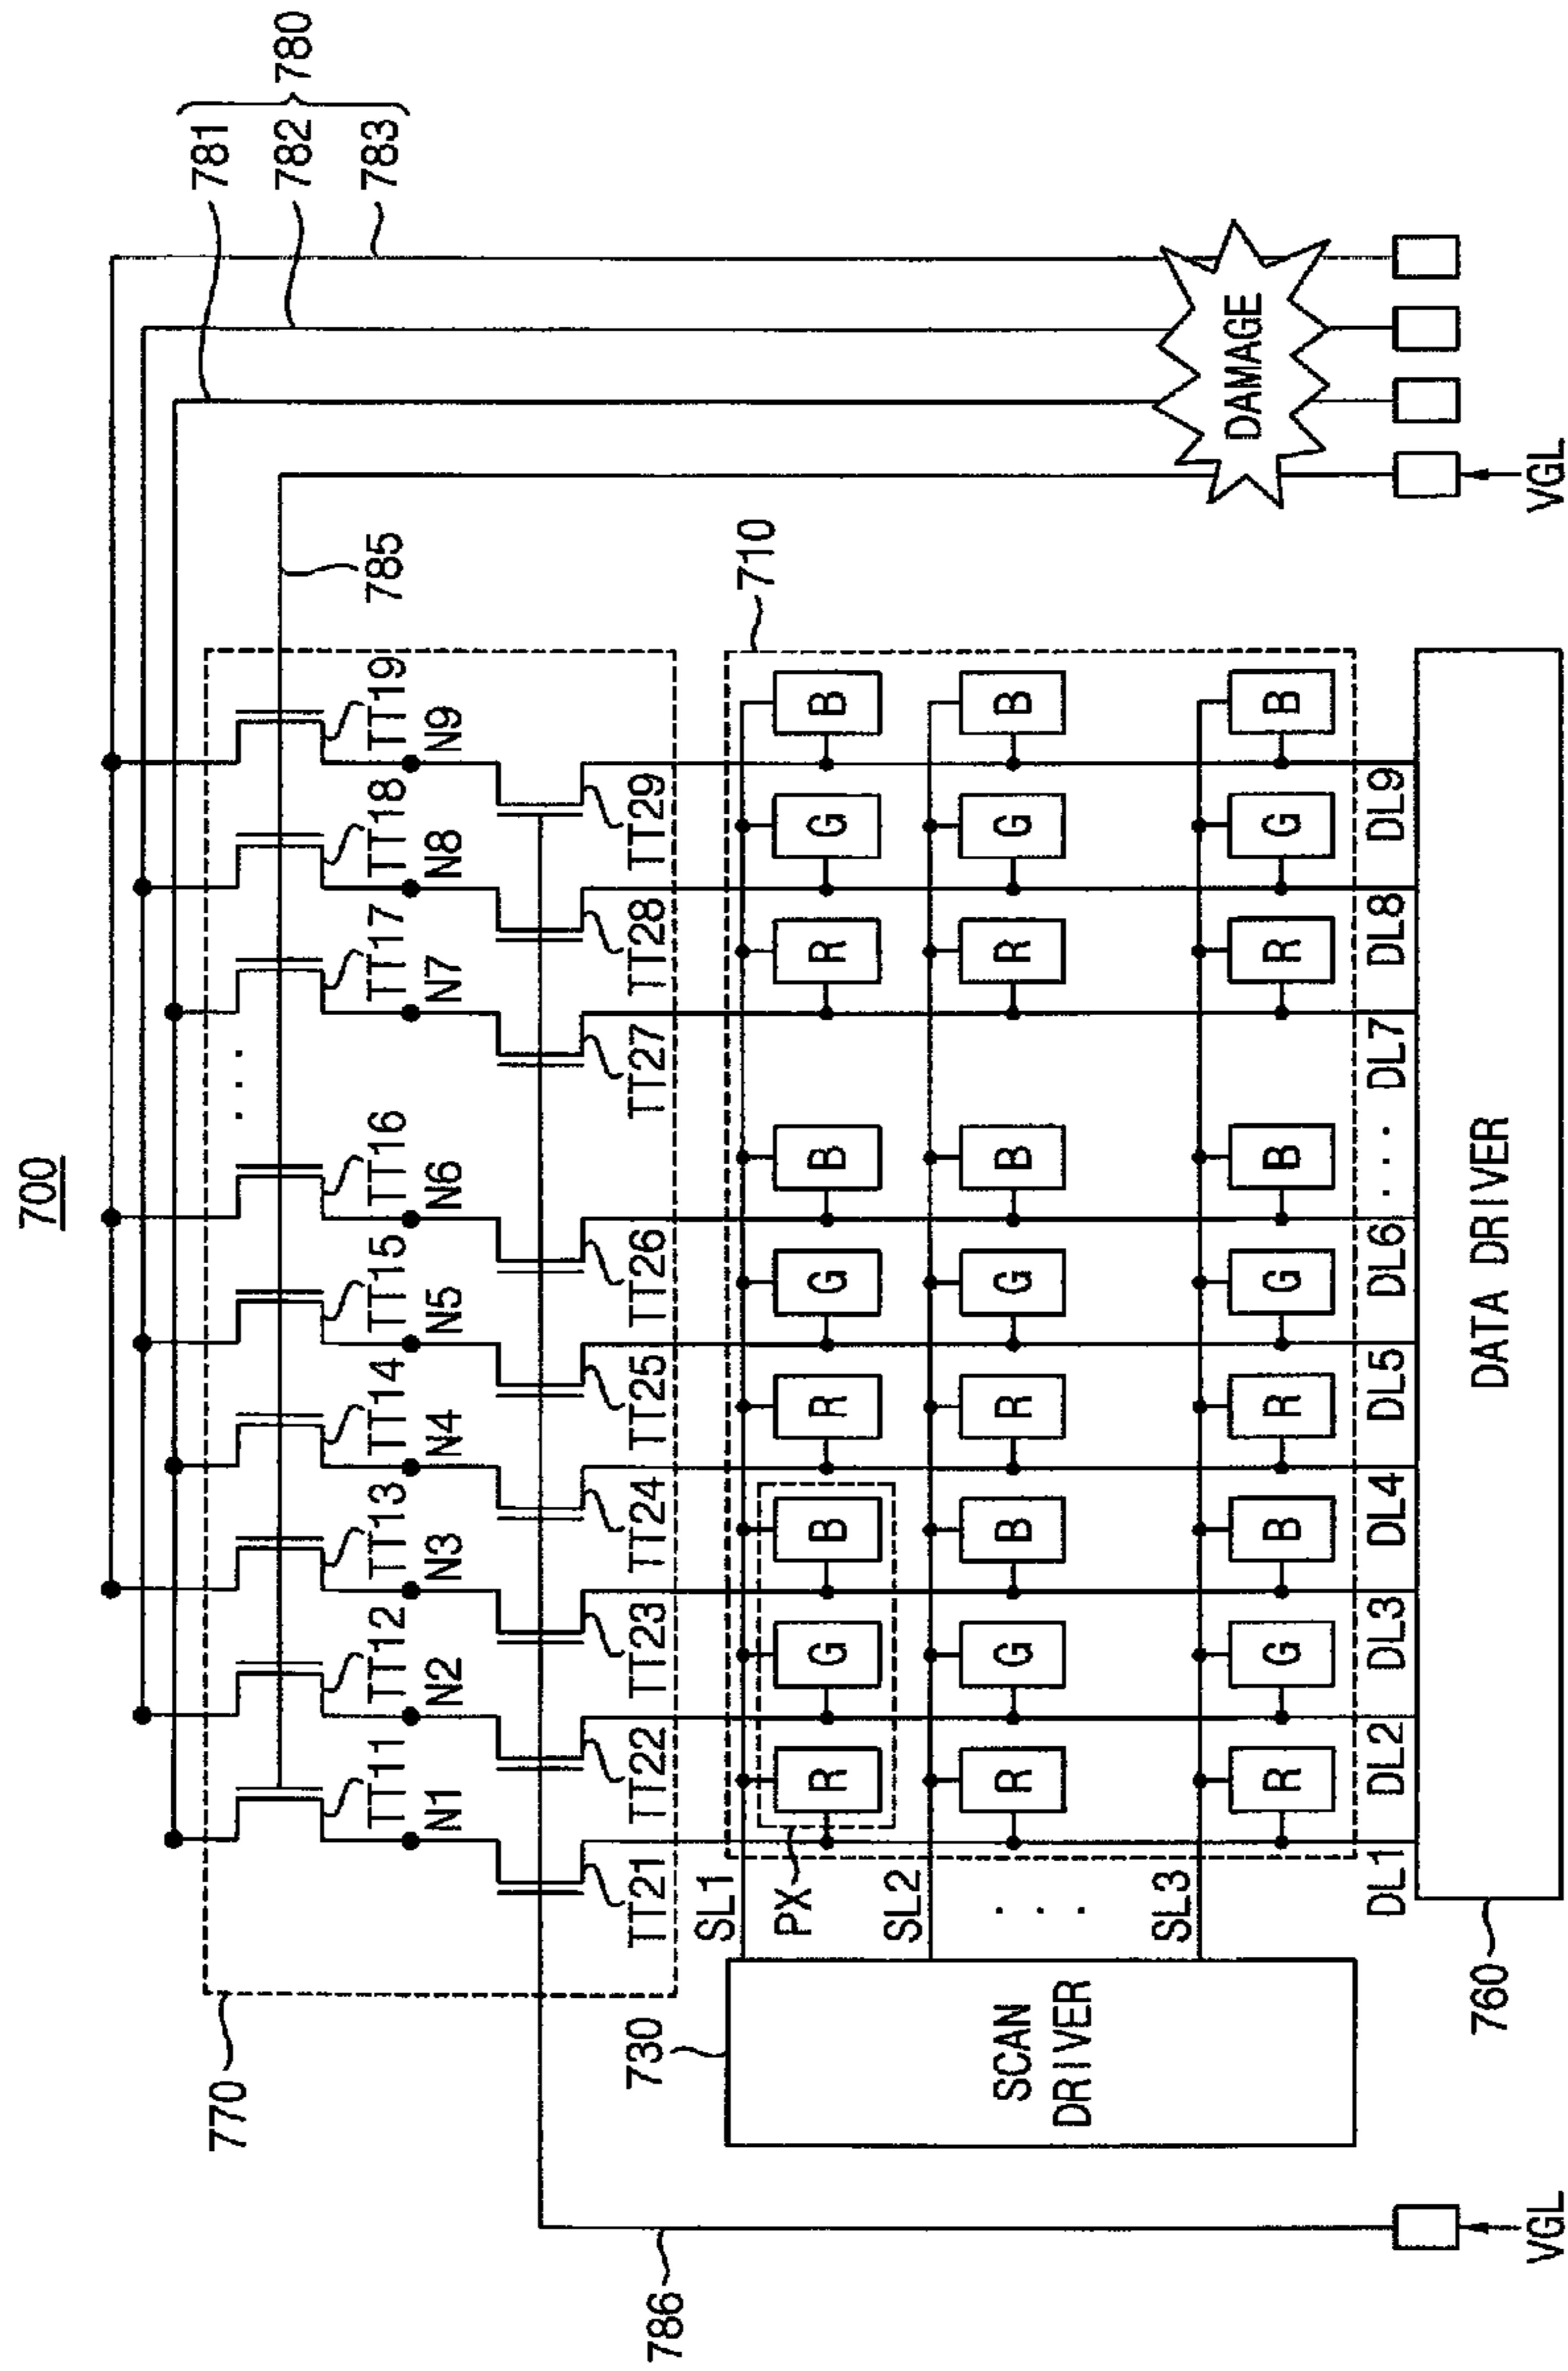 700
780
781
782
783
785
770
TT11
TT12
TT13
TT14
TT15
TT16
. . .
TT17
TT18
TT19
N1
N2
N3
N4
N5
N6
N7
N8
N9
TT21
TT22
TT23
TT24
TT25
TT26
TT27
TT28
TT29
786
710
730
SCAN
DRIVER
SL1
PX
R G B R G B R G B
SL2
R G B R G B R G B
. . .
SL3
R G B R G B R G B
DL1
DL2
DL3
DL4
DL5
DL6
. . .
DL7
DL8
DL9
DAMAGE
DATA DRIVER
760
VGL
VGL